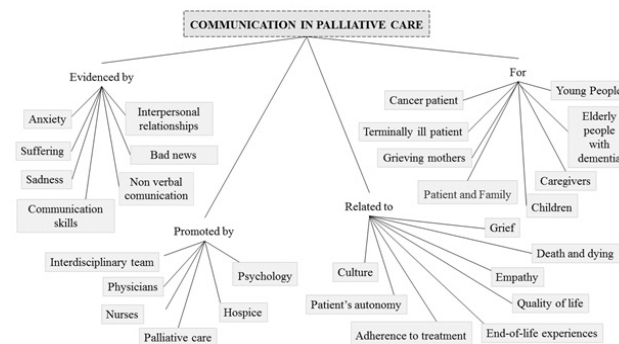 COMMUNICATION IN PALLIATIVE CARE
Evidenced by
Anxiety
Suffering
Sadness
Communication
skills
Interpersonal
relationships
Bad news
Non verbal
comunication
Promoted by
Interdisciplinary team
Physicians
Nurses
Palliative care
Hospice
Psychology
Related to
Culture
Patient's autonomy
Adherence to treatment
End-of-life experiences
Quality of life
Empathy
Death and dying
Grief
For
Cancer patient
Terminally ill patient
Grieving mothers
Patient and Family
Children
Caregivers
Elderly
people
with
dementia
Young People